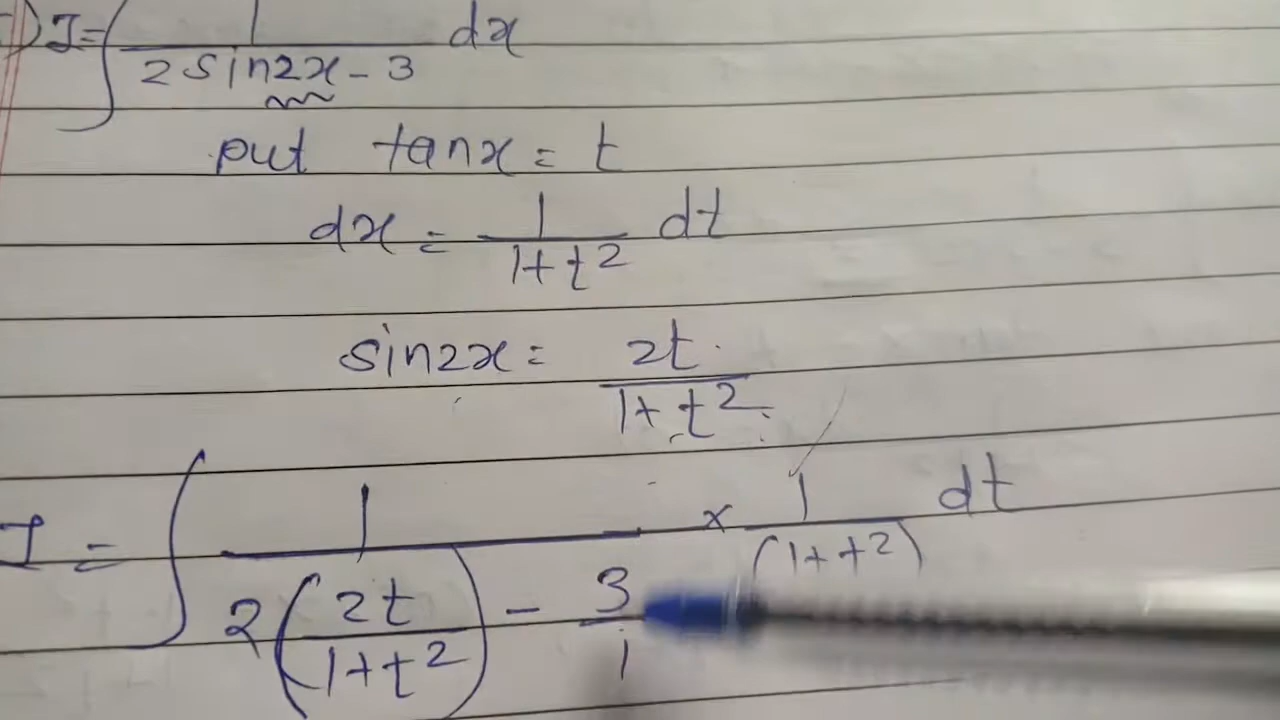 ) I = ∫ 1/(2 sin2x - 3) dx
put tanx = t
dx = 1/(1+t²) dt
sin2x = 2t/(1+t²)
I = ∫ 1/(2(2t/(1+t²)) - 3/1) × 1/(1+t²) dt